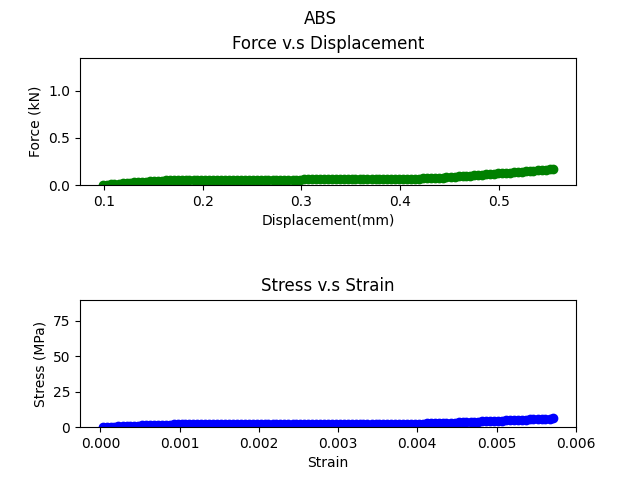 ABS
Force v.s Displacement
1.0
0.5
0.0
Force (kN)
0.1 0.2 0.3 0.4 0.5
Displacement(mm)
Stress v.s Strain
75
50
25
0
Stress (MPa)
0.000 0.001 0.002 0.003 0.004 0.005 0.006
Strain